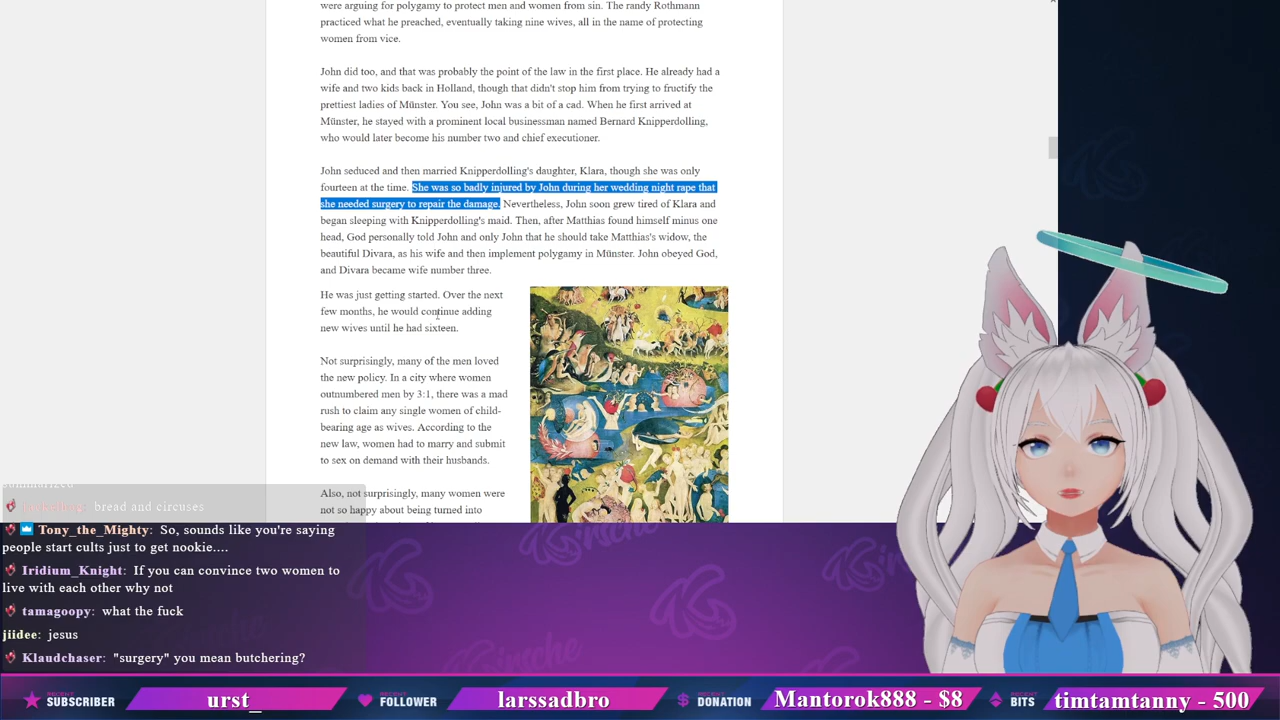 were arguing for polygamy to protect men and women from sin. The randy Rothmann
practiced what he preached, eventually taking nine wives, all in the name of protecting
women from vice.
John did too, and that was probably the point of the law in the first place. He already had a
wife and two kids back in Holland, though that didn't stop him from trying to fructify the
prettiest ladies of Münster. You see, John was a bit of a cad. When he first arrived at
Münster, he stayed with a prominent local businessman named Bernard Knipperdolling,
who would later become his number two and chief executioner.
John seduced and then married Knipperdolling's daughter, Klara, though she was only
fourteen at the time. She was so badly injured by John during her wedding night rape that
she needed surgery to repair the damage. Nevertheless, John soon grew tired of Klara and
began sleeping with Knipperdolling's maid. Then, after Matthias found himself minus one
head, God personally told John and only John that he should take Matthias's widow, the
beautiful Divara, as his wife and then implement polygamy in Münster. John obeyed God,
and Divara became wife number three.
He was just getting started. Over the next
few months, he would continue adding
new wives until he had sixteen.
Not surprisingly, many of the men loved
the new policy. In a city where women
outnumbered men by 3:1, there was a mad
rush to claim any single women of child-
bearing age as wives. According to the
new law, women had to marry and submit
to sex on demand with their husbands.
Also, not surprisingly, many women were
not so happy about being turned into
bread and circuses
Tony_the_Mighty: So, sounds like you're saying
people start cults just to get nookie....
Iridium_Knight: If you can convince two women to
live with each other why not
tamagoopy: what the fuck
jiidee: jesus
Klaudchaser: "surgery" you mean butchering?
RECENT
SUBSCRIBER
urst_
RECENT
FOLLOWER
larssadbro
RECENT
DONATION
Mantorok888 - $8
RECENT
BITS
timtamtanny - 500